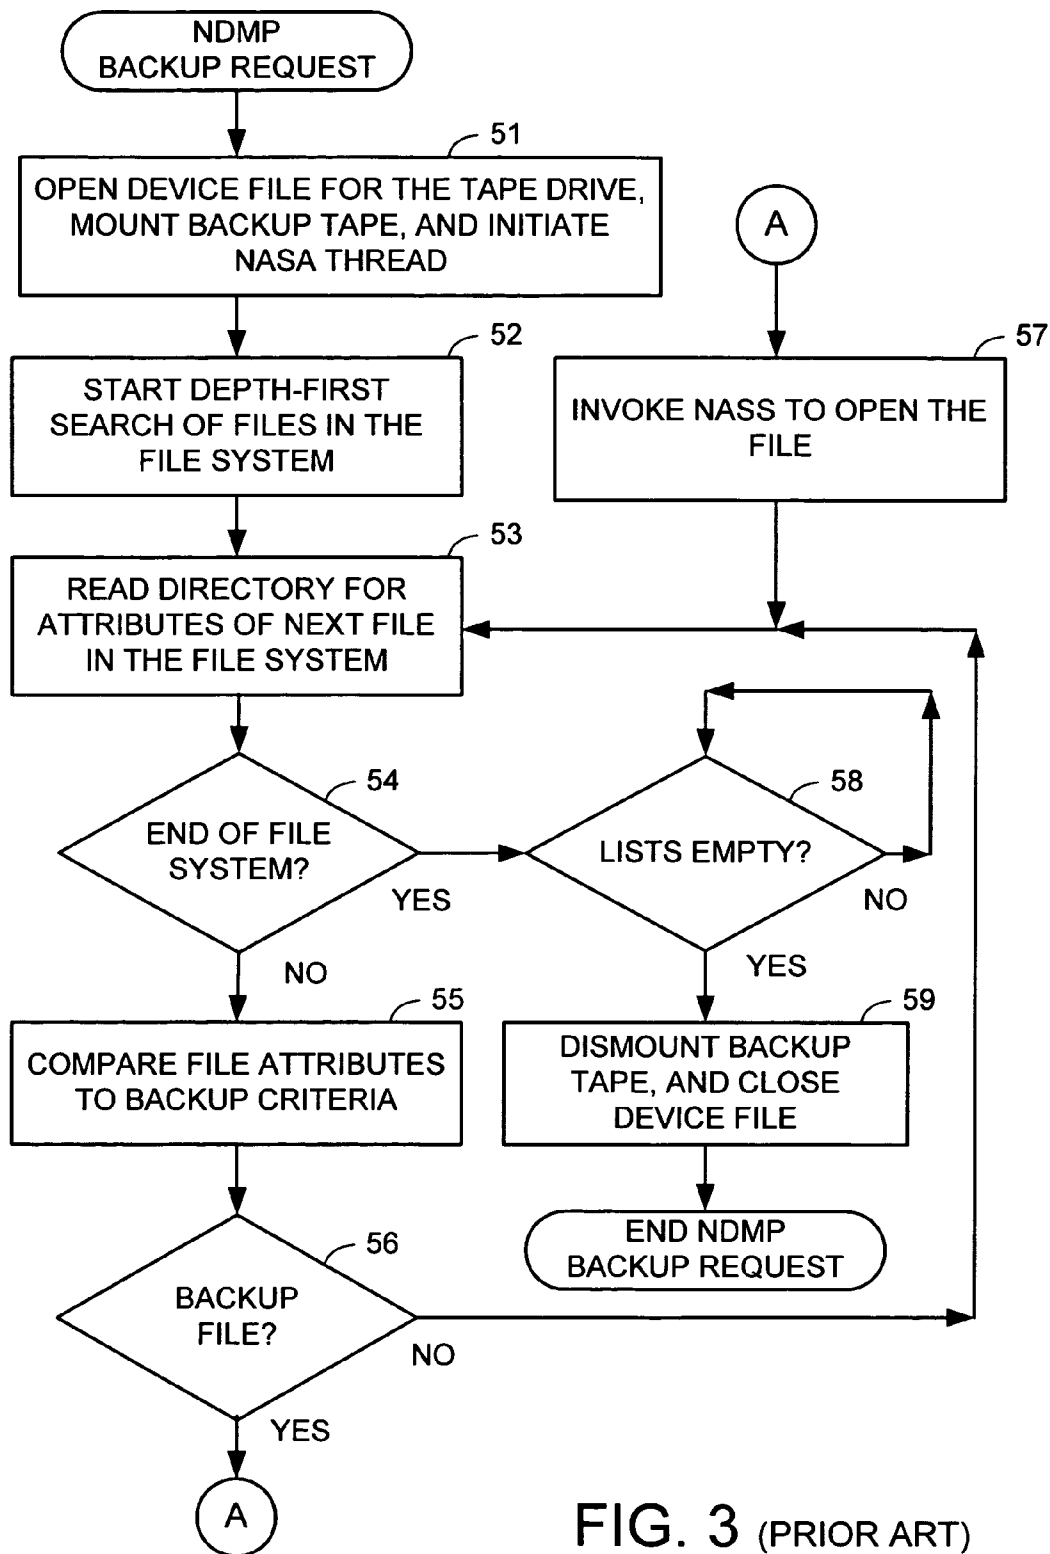 NDMP
BACKUP REQUEST
51
OPEN DEVICE FILE FOR THE TAPE DRIVE,
MOUNT BACKUP TAPE, AND INITIATE
NASA THREAD
52
START DEPTH-FIRST
SEARCH OF FILES IN THE
FILE SYSTEM
53
READ DIRECTORY FOR
ATTRIBUTES OF NEXT FILE
IN THE FILE SYSTEM
54
END OF FILE
SYSTEM?
YES
NO
55
COMPARE FILE ATTRIBUTES
TO BACKUP CRITERIA
56
BACKUP
FILE?
NO
YES
A
A
57
INVOKE NASS TO OPEN THE
FILE
58
LISTS EMPTY?
NO
YES
59
DISMOUNT BACKUP
TAPE, AND CLOSE
DEVICE FILE
END NDMP
BACKUP REQUEST
FIG. 3 (PRIOR ART)